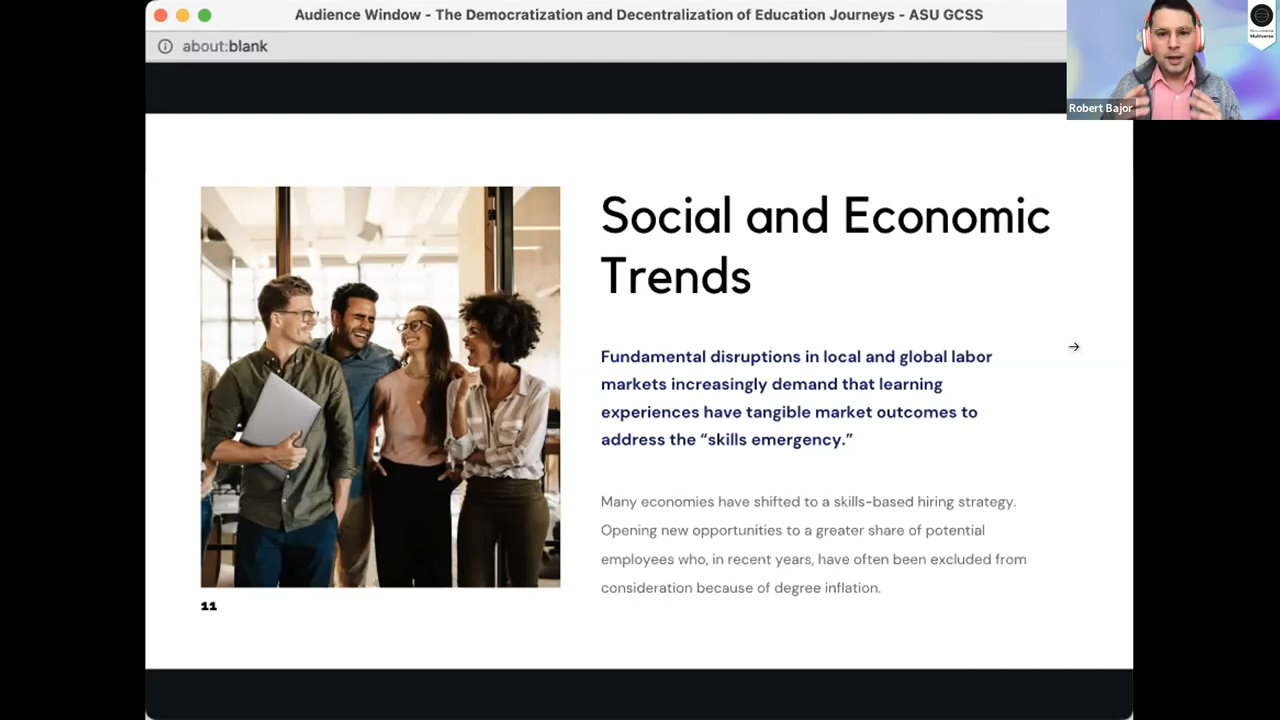 Audience Window - The Democratization and Decentralization of Education Journeys - ASU GCSS
about:blank
Multiverse
Robert Bajor
Social and Economic
Trends
Fundamental disruptions in local and global labor
markets increasingly demand that learning
experiences have tangible market outcomes to
address the “skills emergency.”
Many economies have shifted to a skills-based hiring strategy.
Opening new opportunities to a greater share of potential
employees who, in recent years, have often been excluded from
consideration because of degree inflation.
11